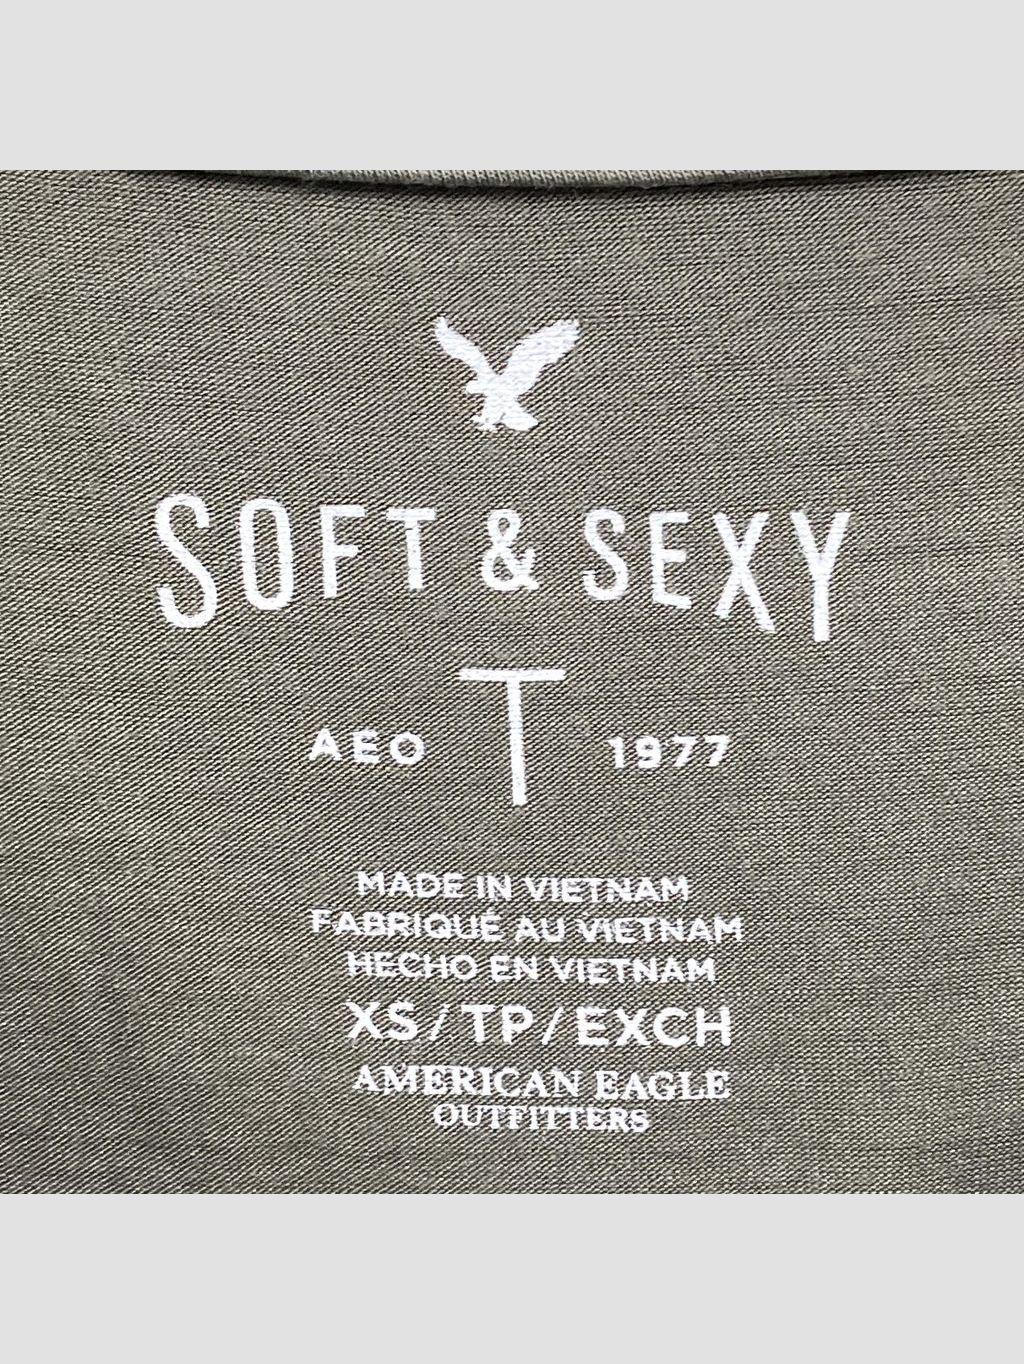 SOFT & SEXY
T
AEO 1977
MADE IN VIETNAM
FABRIQUÉ AU VIETNAM
HECHO EN VIETNAM
XS/TP/EXCH
AMERICAN EAGLE
OUTFITTERS